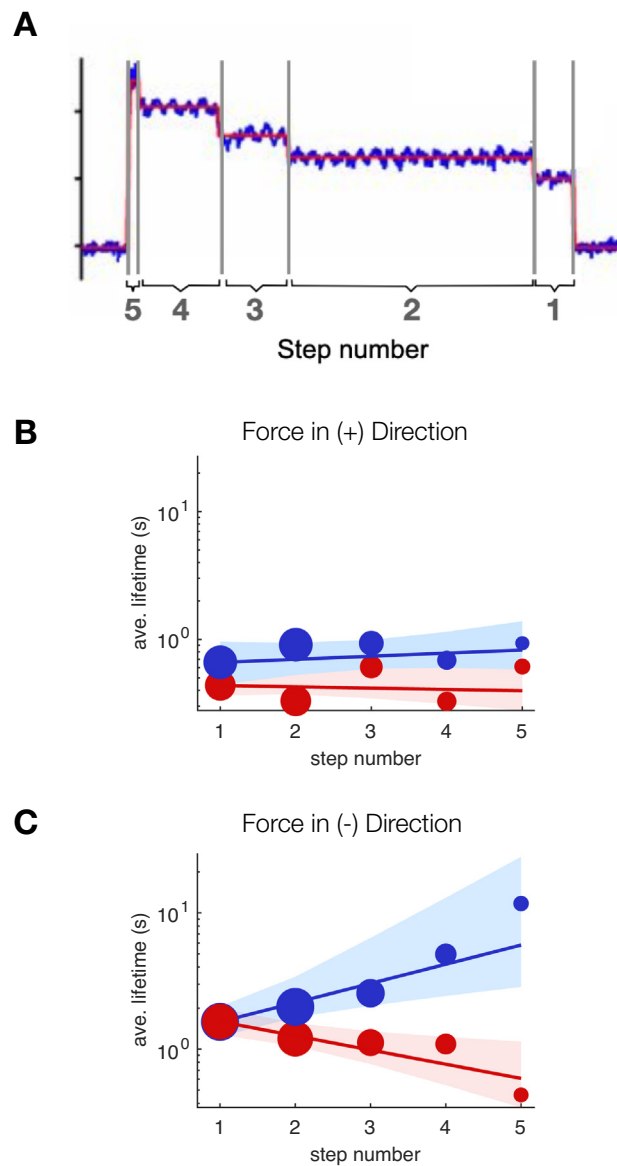 A
5 4 3 2 1
Step number
B
Force in (+) Direction
ave. lifetime (s)
10¹
10⁰
1 2 3 4 5
step number
C
Force in (-) Direction
ave. lifetime (s)
10¹
10⁰
1 2 3 4 5
step number